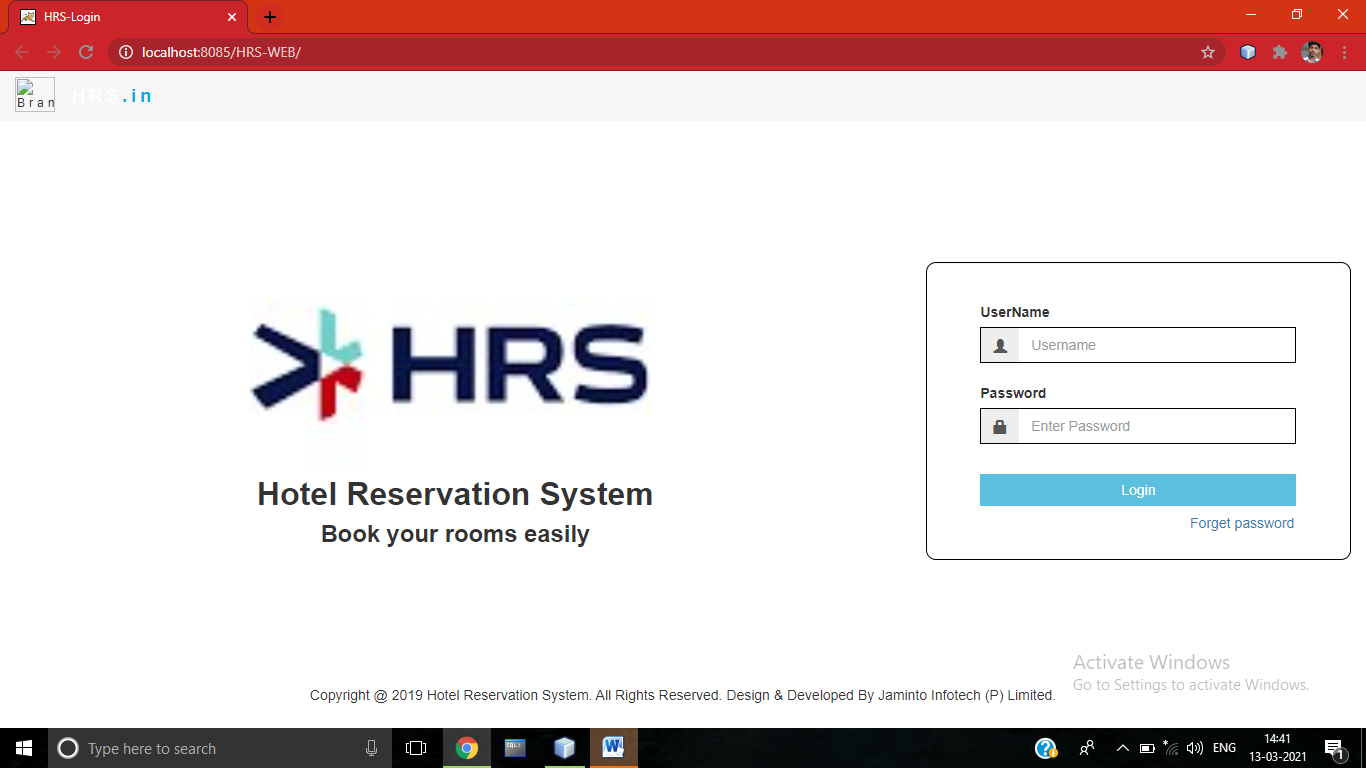 HRS-Login
localhost:8085/HRS-WEB/
Bran
HRS.in
HRS
Hotel Reservation System
Book your rooms easily
UserName
Username
Password
Enter Password
Login
Forget password
Activate Windows
Go to Settings to activate Windows.
Copyright @ 2019 Hotel Reservation System. All Rights Reserved. Design & Developed By Jaminto Infotech (P) Limited.
Type here to search
SQL
W
ENG
14:41
13-03-2021
1